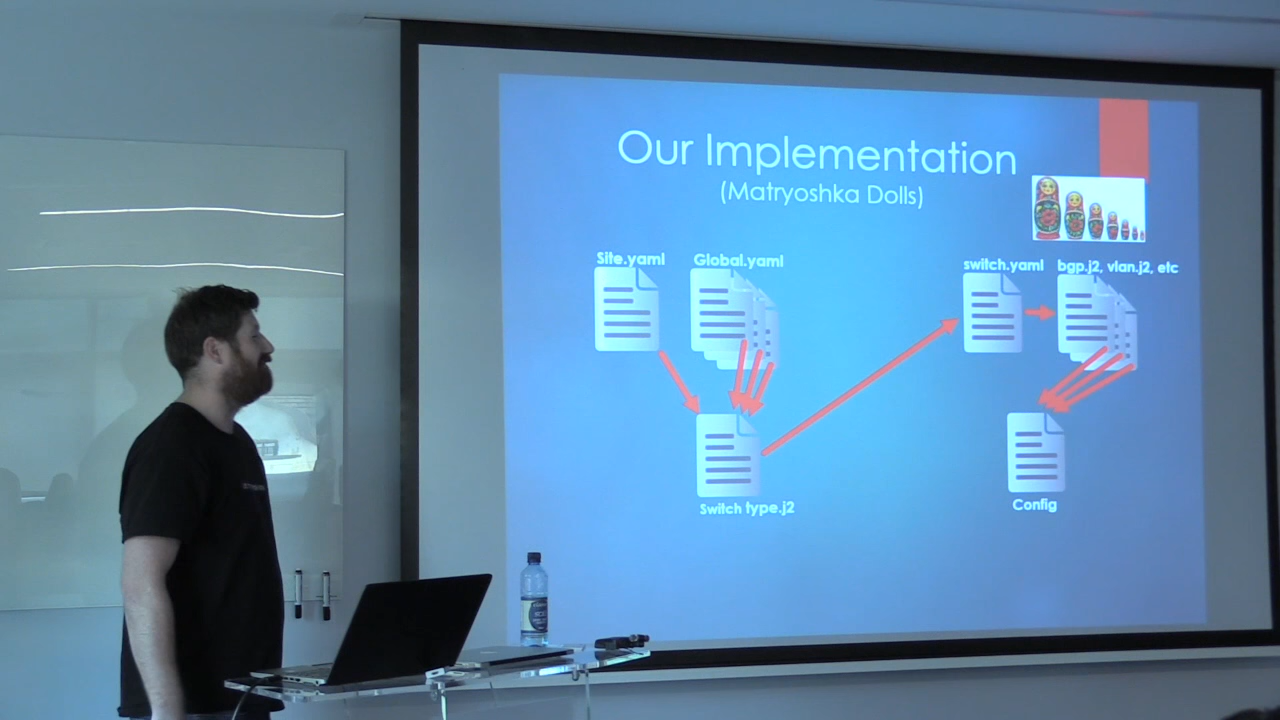 Our Implementation
(Matryoshka Dolls)
Site.yaml
Global.yaml
switch.yaml
bgp.j2, vlan.j2, etc
Switch type.j2
Config